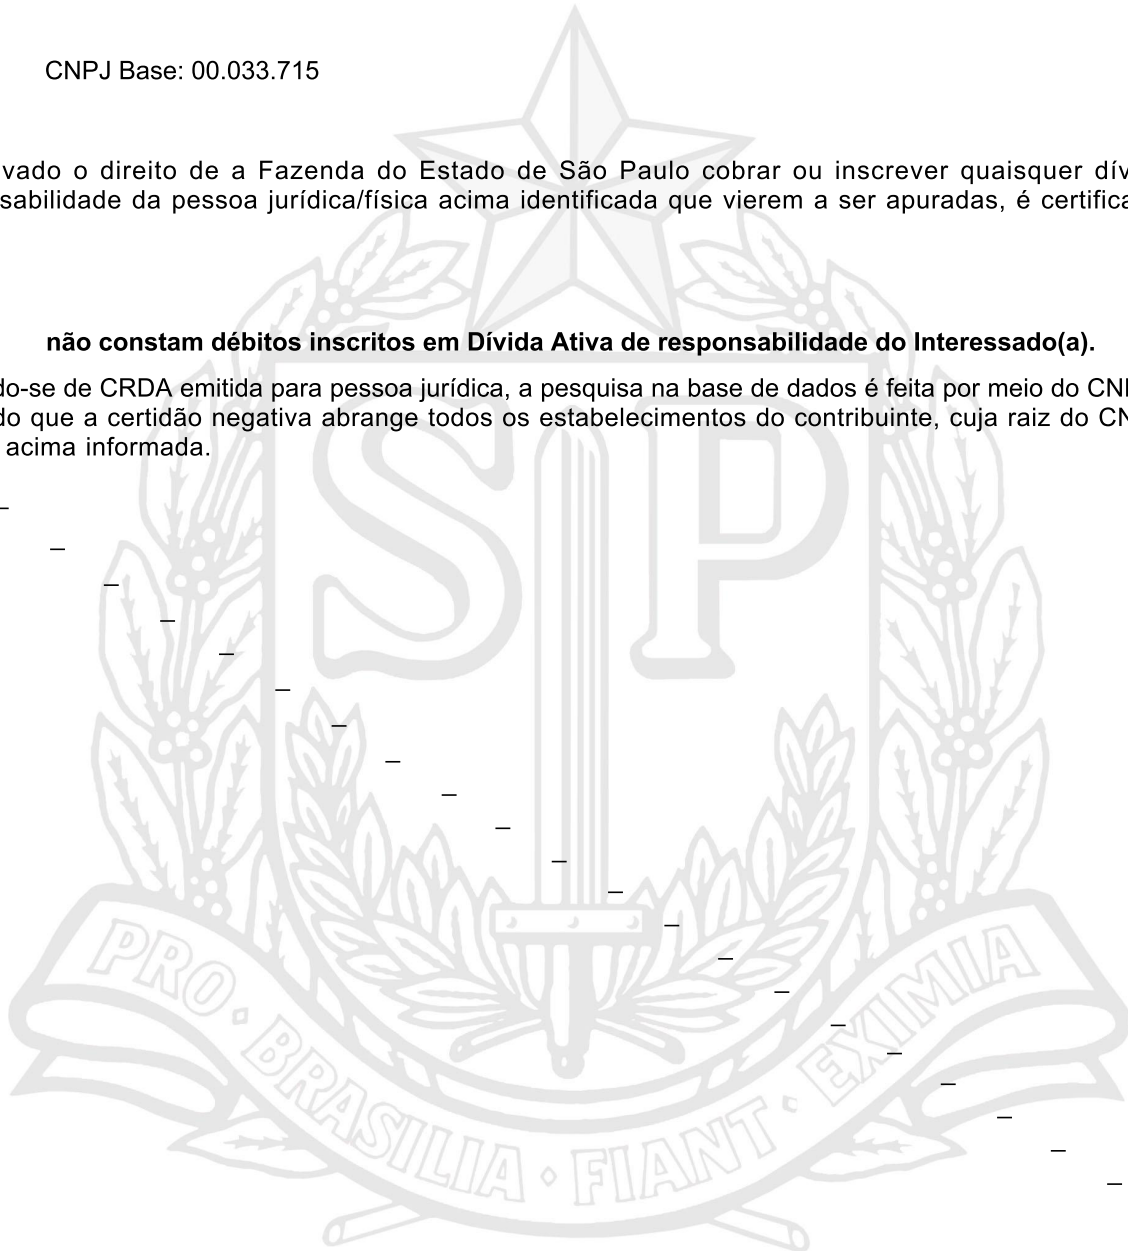 CNPJ Base: 00.033.715
vado o direito de a Fazenda do Estado de São Paulo cobrar ou inscrever quaisquer dív
sabilidade da pessoa jurídica/física acima identificada que vierem a ser apuradas, é certifica
não constam débitos inscritos em Dívida Ativa de responsabilidade do Interessado(a).
do-se de CRDA emitida para pessoa jurídica, a pesquisa na base de dados é feita por meio do CN
do que a certidão negativa abrange todos os estabelecimentos do contribuinte, cuja raiz do CN
acima informada.
SP
PRO · BRASILIA · FIANT · EXIMIA